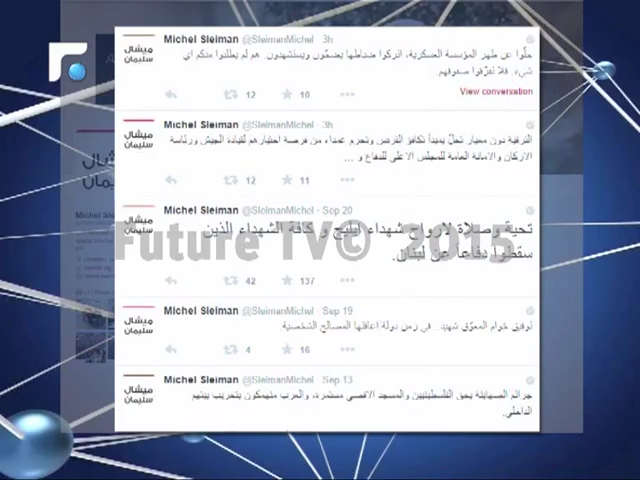 Michel Sleiman @SleimanMichel · 3h
ميشال
سليمان
حلّوا عن ظهر المؤسسة العسكرية، اتركوا ضباطها يضحّون ويستشهدون. هم لم يطلبوا منكم اي
شيء. فلا تفرّقوا صفوفهم.
12 10
View conversation
Michel Sleiman @SleimanMichel · 3h
ميشال
سليمان
الترقية دون معيار تخلّ بمبدأ تكافؤ الفرص وتحرم عمداء من فرصة اختيارهم لقيادة الجيش ورئاسة
الاركان والامانة العامة للمجلس الاعلى للدفاع و ...
12 11
Michel Sleiman @SleimanMichel · Sep 20
ميشال
سليمان
تحية وصلاة لارواح شهداء ايلبيج و كافة الشهداء الذين
سقطوا دفاعا عن لبنان.
Future TV© 2015
42 137
Michel Sleiman @SleimanMichel · Sep 19
ميشال
سليمان
توفيق خوام المعوّق شهيد... في زمن دولة اعاقتها المصالح الشخصية
4 16
Michel Sleiman @SleimanMichel · Sep 13
ميشال
سليمان
جرائم الصهاينة بحق الفلسطينيين والمسجد الاقصى مستمرة، والعرب منهمكون بتخريب بيتهم
الداخلي.